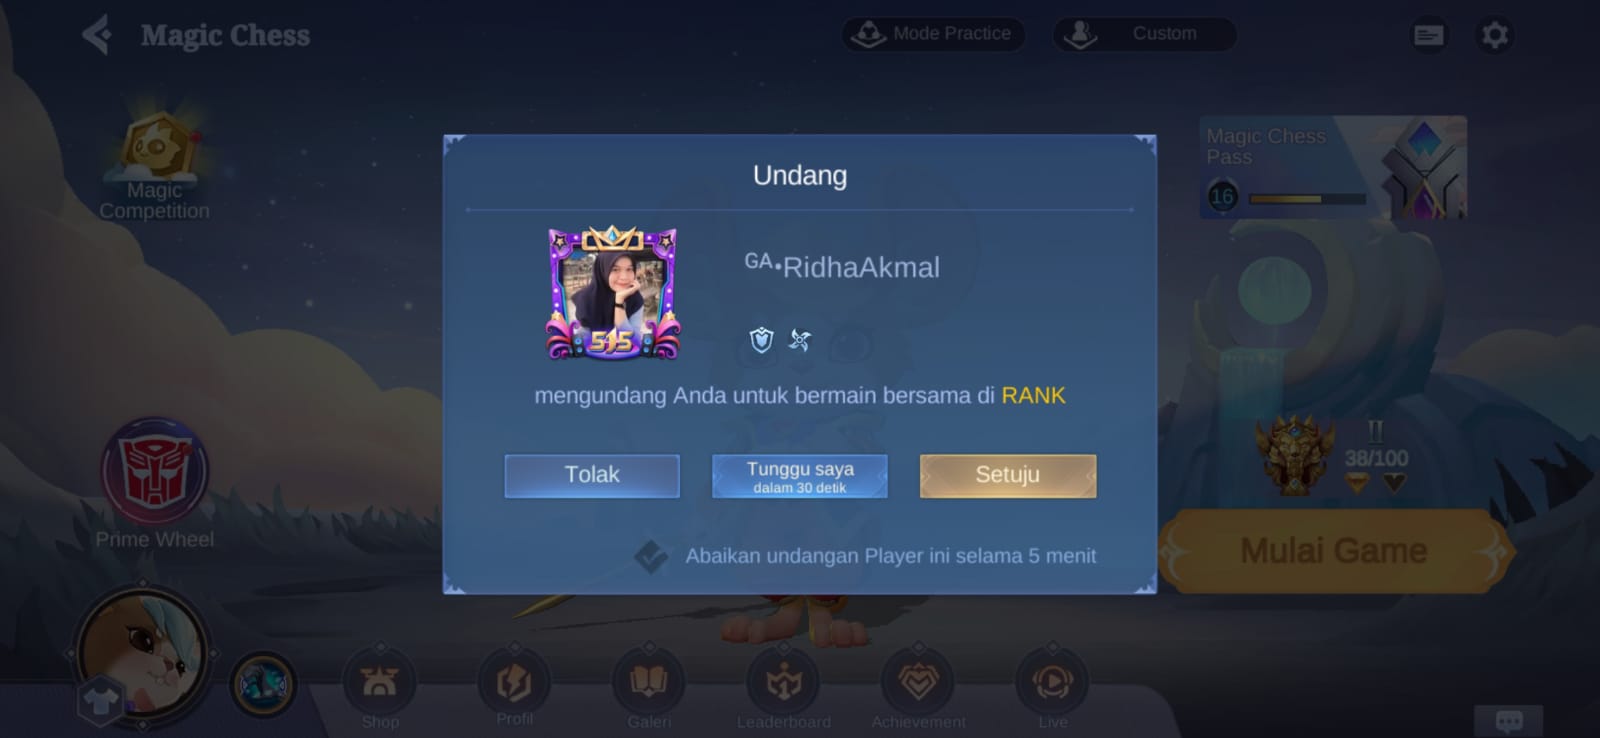 Magic Chess
Mode Practice
Custom
Magic
Competition
Magic Chess
Pass
16
Undang
GA•RidhaAkmal
515
mengundang Anda untuk bermain bersama di RANK
Tolak
Tunggu saya
dalam 30 detik
Setuju
Abaikan undangan Player ini selama 5 menit
II
38/100
Prime Wheel
Mulai Game
Shop
Profil
Galeri
Leaderboard
Achievement
Live